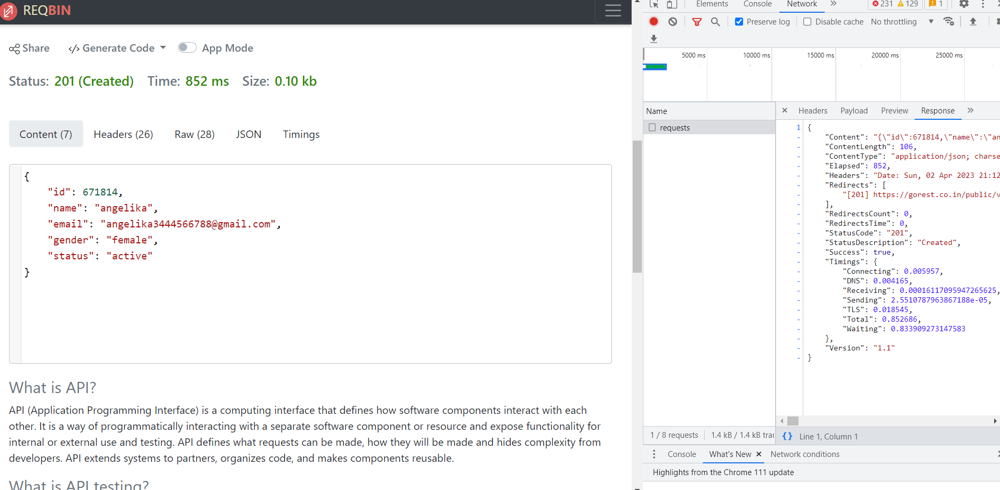 REQBIN
Share
</> Generate Code
App Mode
Status: 201 (Created) Time: 852 ms Size: 0.10 kb
Content (7) Headers (26) Raw (28) JSON Timings
{
"id": 671814,
"name": "angelika",
"email": "angelika3444566788@gmail.com",
"gender": "female",
"status": "active"
}
What is API?
API (Application Programming Interface) is a computing interface that defines how software components interact with each
other. It is a way of programmatically interacting with a separate software component or resource and expose functionality for
internal or external use and testing. API defines what requests can be made, how they will be made and hides complexity from
developers. API extends systems to partners, organizes code, and makes components reusable.
What is API testing?
Elements Console Network » 231 129 1
Preserve log Disable cache No throttling
5000 ms 10000 ms 15000 ms 20000 ms 25000 ms
Name
requests
× Headers Payload Preview Response »
1 {
- "Content": "{\"id\":671814,\"name\":\"an
- "ContentLength": 106,
- "ContentType": "application/json; charse
- "Elapsed": 852,
- "Headers": "Date: Sun, 02 Apr 2023 21:12
- "Redirects": [
- "[201] https://gorest.co.in/public/v
- ],
- "RedirectsCount": 0,
- "RedirectsTime": 0,
- "StatusCode": "201",
- "StatusDescription": "Created",
- "Success": true,
- "Timings": {
- "Connecting": 0.005957,
- "DNS": 0.004165,
- "Receiving": 0.00016117095947265625,
- "Sending": 2.5510787963867188e-05,
- "TLS": 0.018545,
- "Total": 0.852686,
- "Waiting": 0.833909273147583
- },
- "Version": "1.1"
- }
1 / 8 requests 1.4 kB / 1.4 kB tra
{} Line 1, Column 1
Console What's New × Network conditions
Highlights from the Chrome 111 update